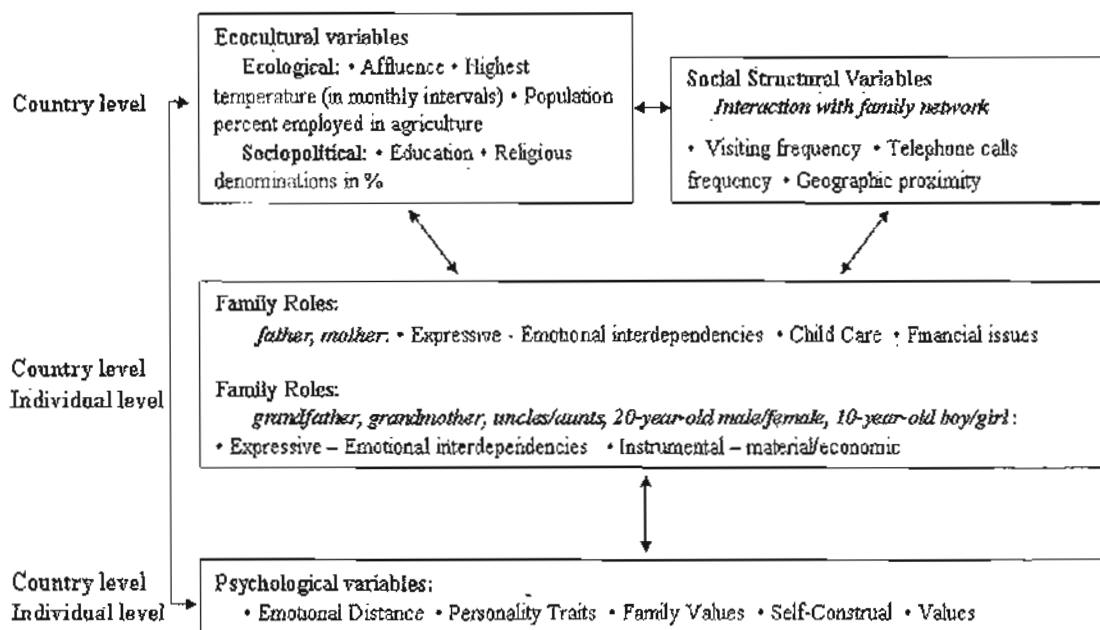 Country level
Ecocultural variables
Ecological: • Affluence • Highest
temperature (in monthly intervals) • Population
percent employed in agriculture
Sociopolitical: • Education • Religious
denominations in %
Social Structural Variables
Interaction with family network
• Visiting frequency • Telephone calls
frequency • Geographic proximity
Country level
Individual level
Family Roles:
father, mother: • Expressive - Emotional interdependencies • Child Care • Financial issues
Family Roles:
grandfather, grandmother, uncles/aunts, 20-year-old male/female, 10-year-old boy/girl:
• Expressive – Emotional interdependencies • Instrumental – material/economic
Country level
Individual level
Psychological variables:
• Emotional Distance • Personality Traits • Family Values • Self-Construal • Values